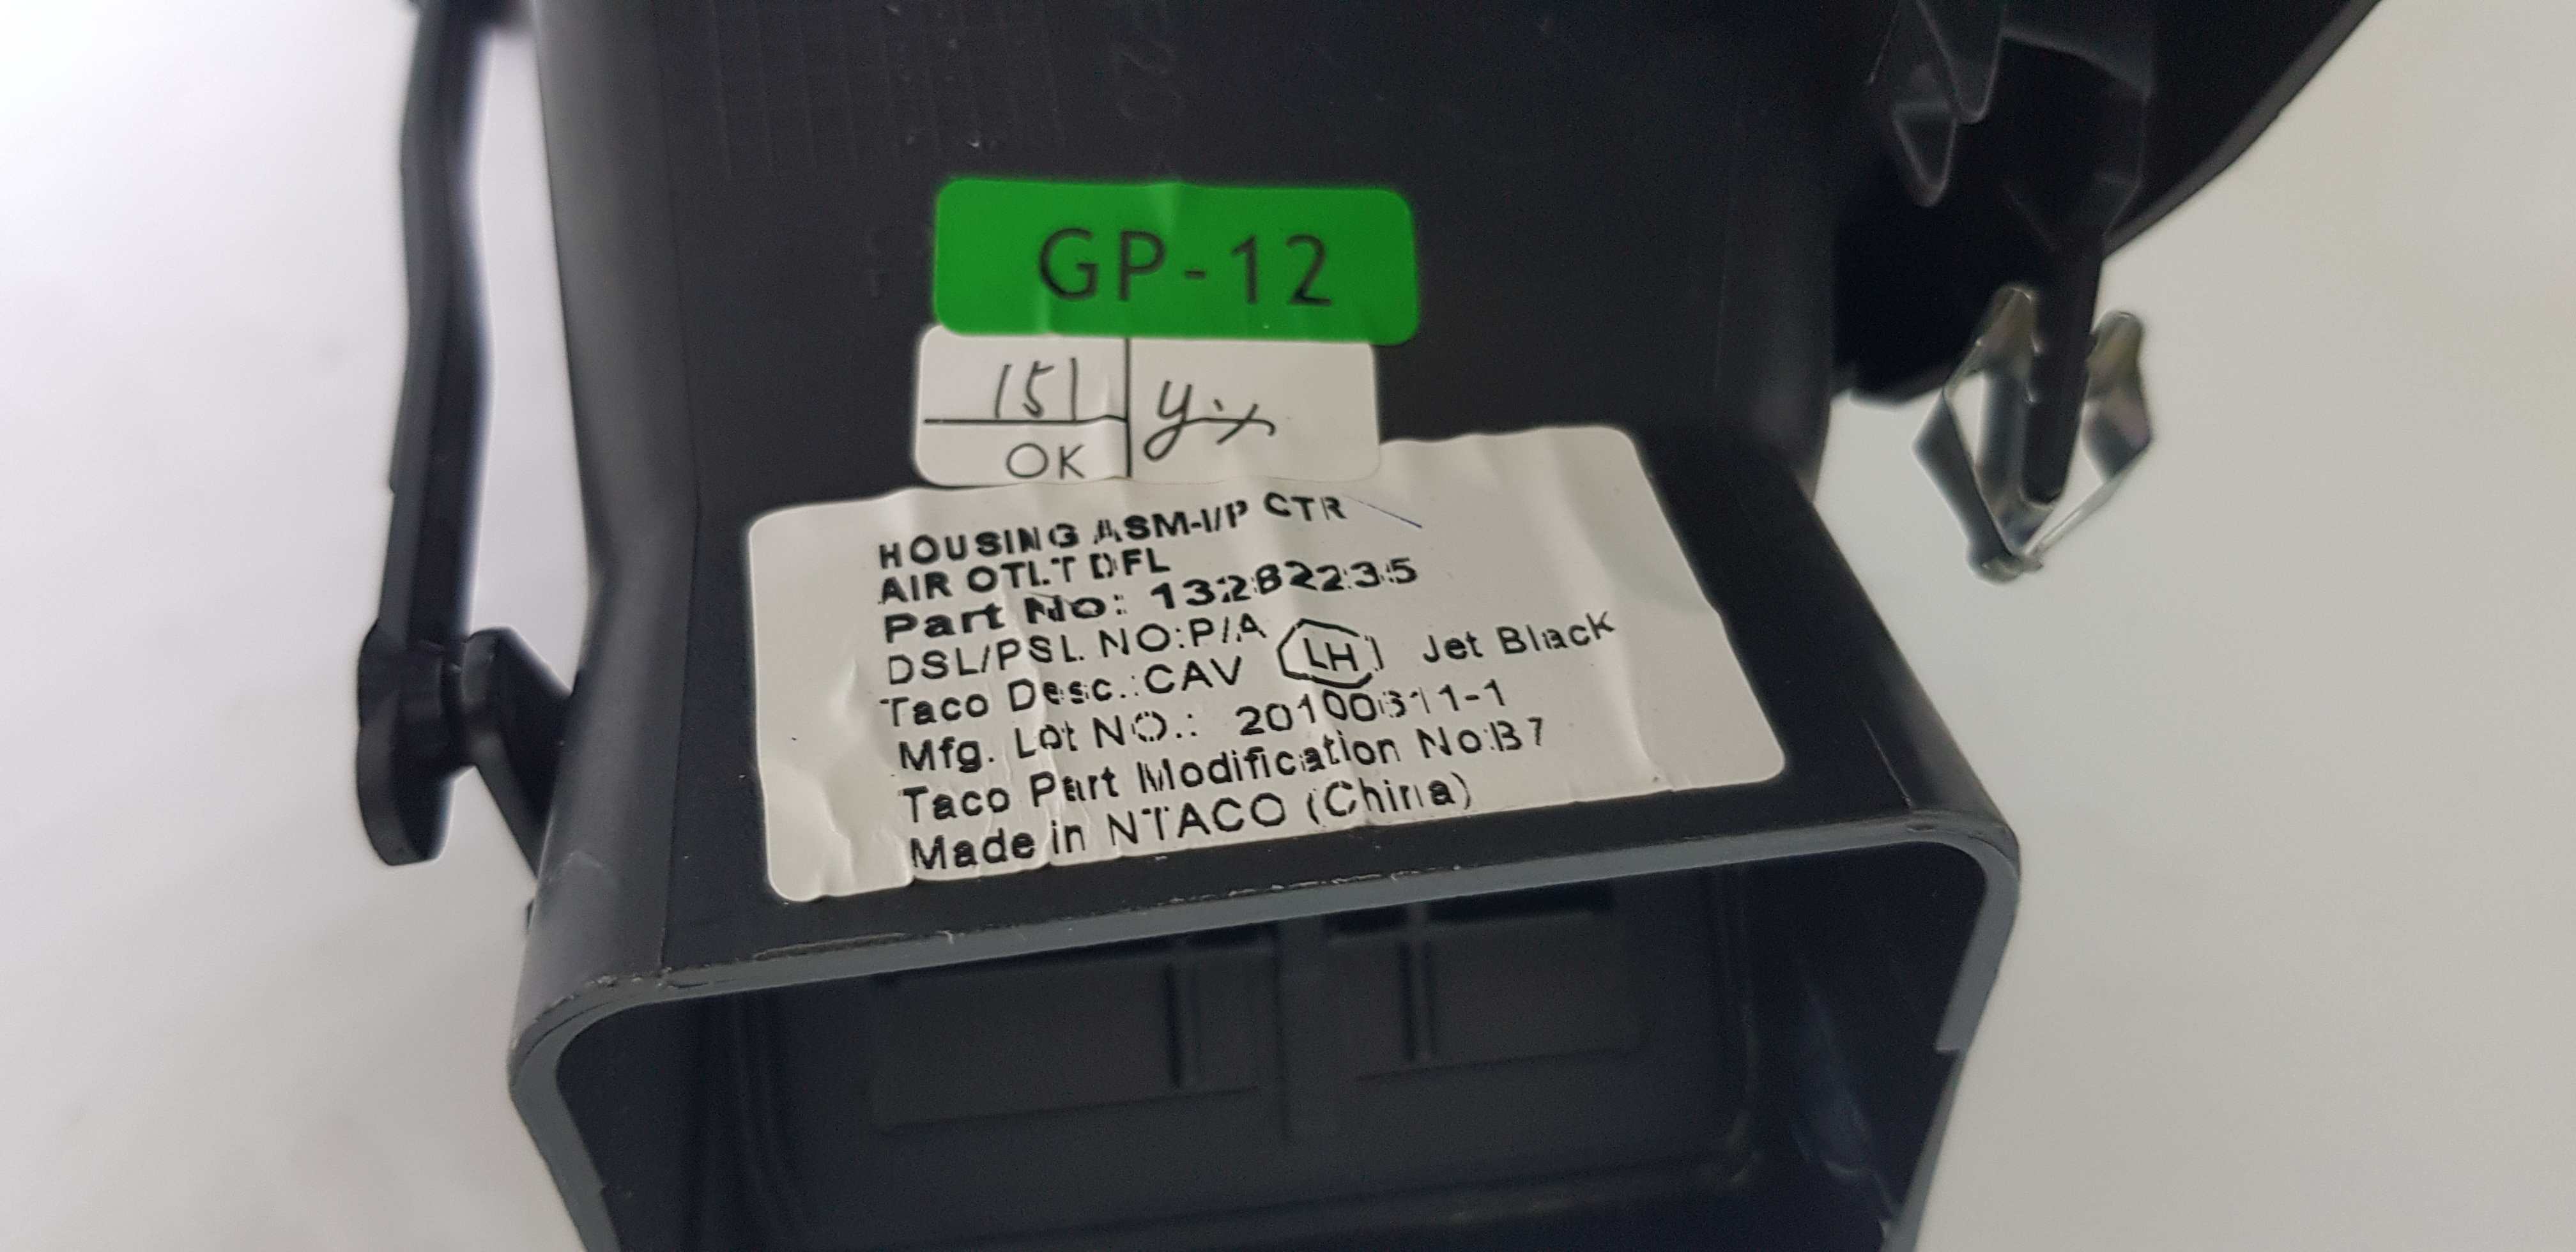 GP-12
151
OK
y.x
HOUSING ASM-I/P CTR
AIR OTLT DFL
Part No: 13282235
DSL/PSL NO:P/A
Taco Desc.:CAV LH Jet Black
Mfg. Lot NO.: 20100311-1
Taco Part Modification No:B7
Made in NTACO (China)